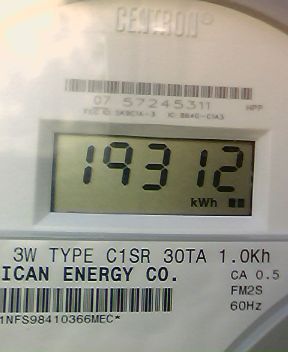 CENTRON®
07 57245311 HPP
19312
kWh
3W TYPE C1SR 30TA 1.0Kh
ICAN ENERGY CO. CA 0.5
FM2S
60Hz
1NFS98410366MEC*